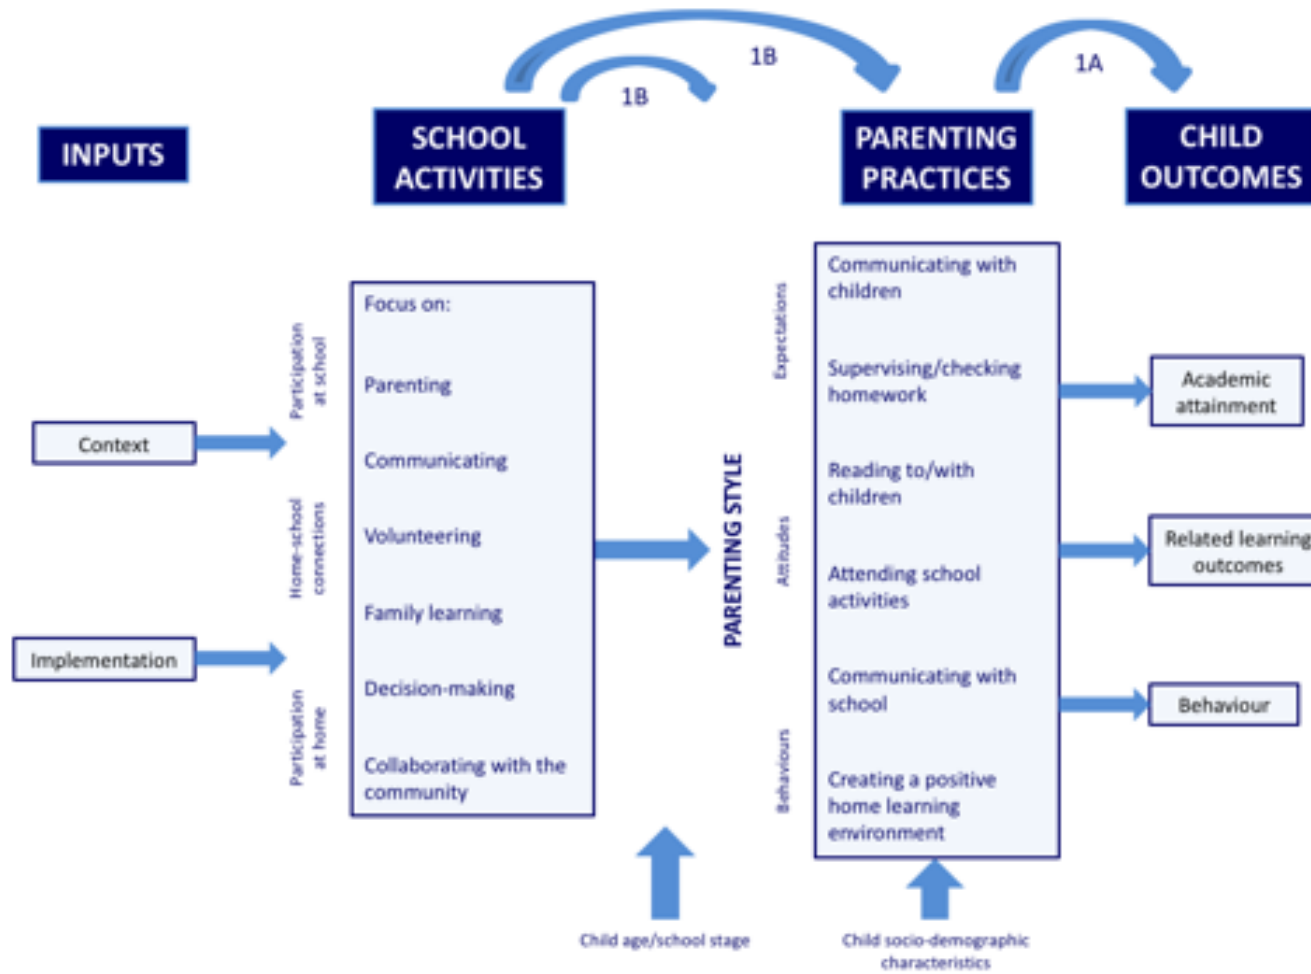 1B
1B
1A
INPUTS
SCHOOL
ACTIVITIES
PARENTING
PRACTICES
CHILD
OUTCOMES
Context
Implementation
Participation
at school
Home-school
connections
Participation
at home
Focus on:
Parenting
Communicating
Volunteering
Family learning
Decision-making
Collaborating with the
community
PARENTING STYLE
Expectations
Attitudes
Behaviours
Communicating with
children
Supervising/checking
homework
Reading to/with
children
Attending school
activities
Communicating with
school
Creating a positive
home learning
environment
Academic
attainment
Related learning
outcomes
Behaviour
Child age/school stage
Child socio-demographic
characteristics